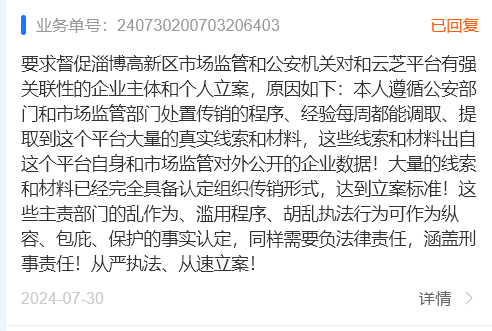 业务单号：240730200703206403 已回复
要求督促淄博高新区市场监管和公安机关对和云芝平台有强
关联性的企业主体和个人立案，原因如下：本人遵循公安部
门和市场监管部门处置传销的程序、经验每周都能调取、提
取到这个平台大量的真实线索和材料，这些线索和材料出自
这个平台自身和市场监管对外公开的企业数据！大量的线索
和材料已经完全具备认定组织传销形式，达到立案标准！这
些主责部门的乱作为、滥用程序、胡乱执法行为可作为纵
容、包庇、保护的事实认定，同样需要负法律责任，涵盖刑
事责任！从严执法、从速立案！
2024-07-30 详情